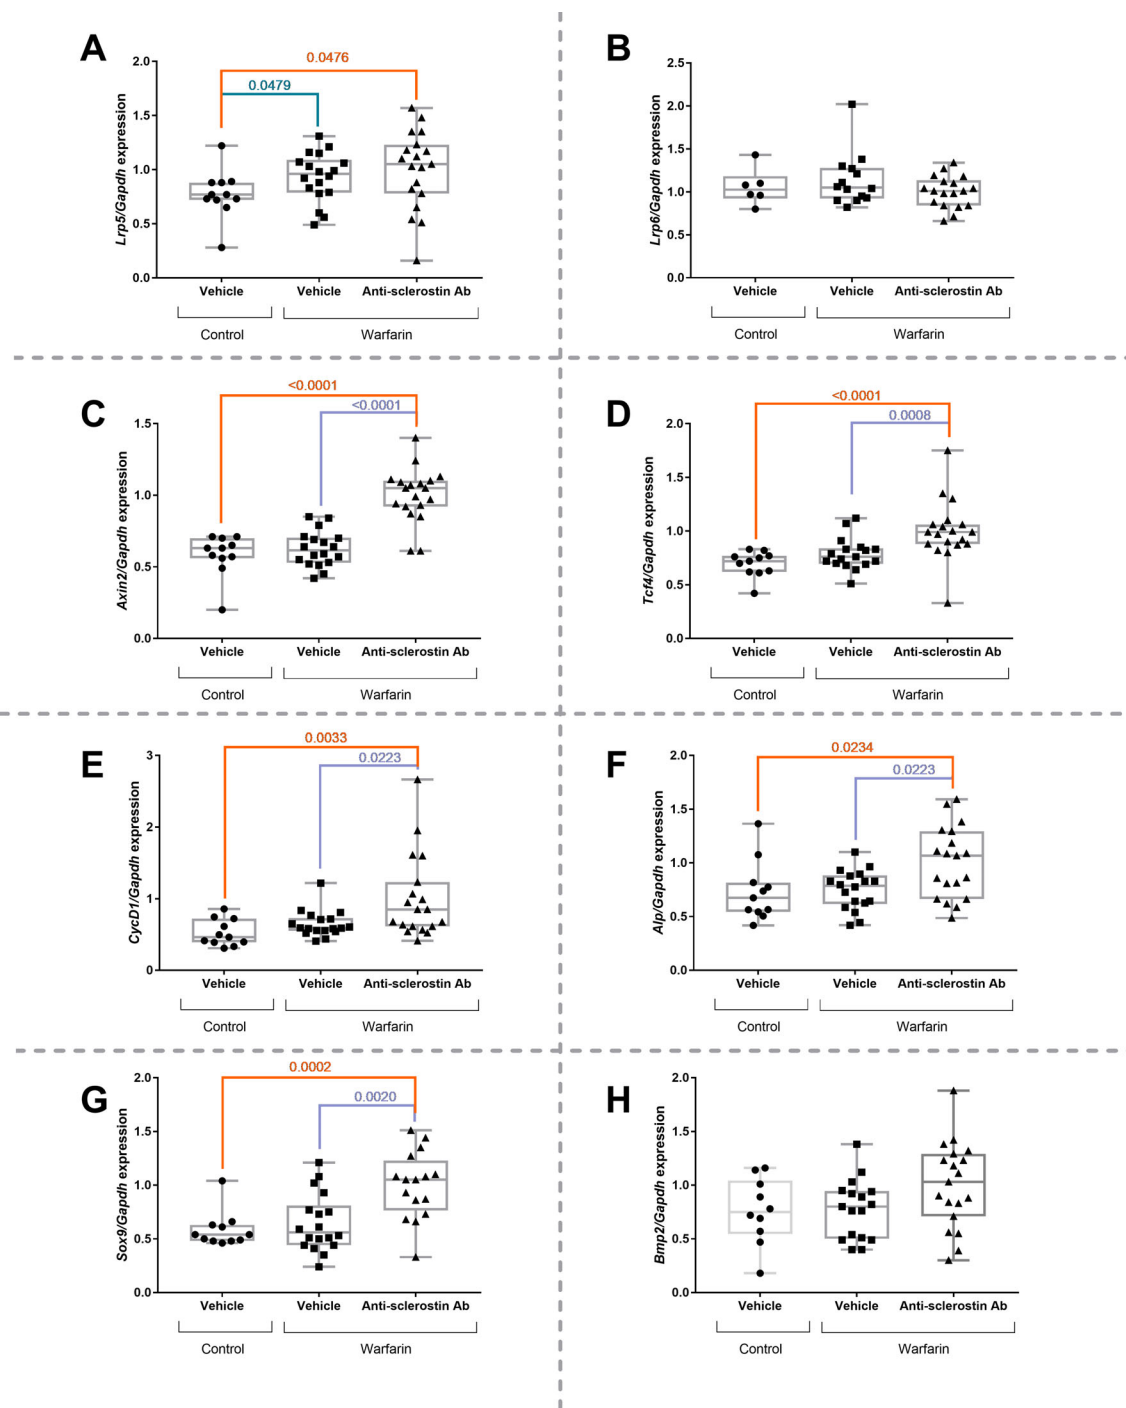 A
0.0476
0.0479
Lrp5/Gapdh expression
2.0
1.5
1.0
0.5
0.0
Vehicle Vehicle Anti-sclerostin Ab
Control Warfarin
B
Lrp6/Gapdh expression
2.5
2.0
1.5
1.0
0.5
0.0
Vehicle Vehicle Anti-sclerostin Ab
Control Warfarin
C
<0.0001
<0.0001
Axin2/Gapdh expression
1.5
1.0
0.5
0.0
Vehicle Vehicle Anti-sclerostin Ab
Control Warfarin
D
<0.0001
0.0008
Tcf4/Gapdh expression
2.0
1.5
1.0
0.5
0.0
Vehicle Vehicle Anti-sclerostin Ab
Control Warfarin
E
0.0033
0.0223
CycD1/Gapdh expression
3
2
1
0
Vehicle Vehicle Anti-sclerostin Ab
Control Warfarin
F
0.0234
0.0223
Alp/Gapdh expression
2.0
1.5
1.0
0.5
0.0
Vehicle Vehicle Anti-sclerostin Ab
Control Warfarin
G
0.0002
0.0020
Sox9/Gapdh expression
2.0
1.5
1.0
0.5
0.0
Vehicle Vehicle Anti-sclerostin Ab
Control Warfarin
H
Bmp2/Gapdh expression
2.0
1.5
1.0
0.5
0.0
Vehicle Vehicle Anti-sclerostin Ab
Control Warfarin